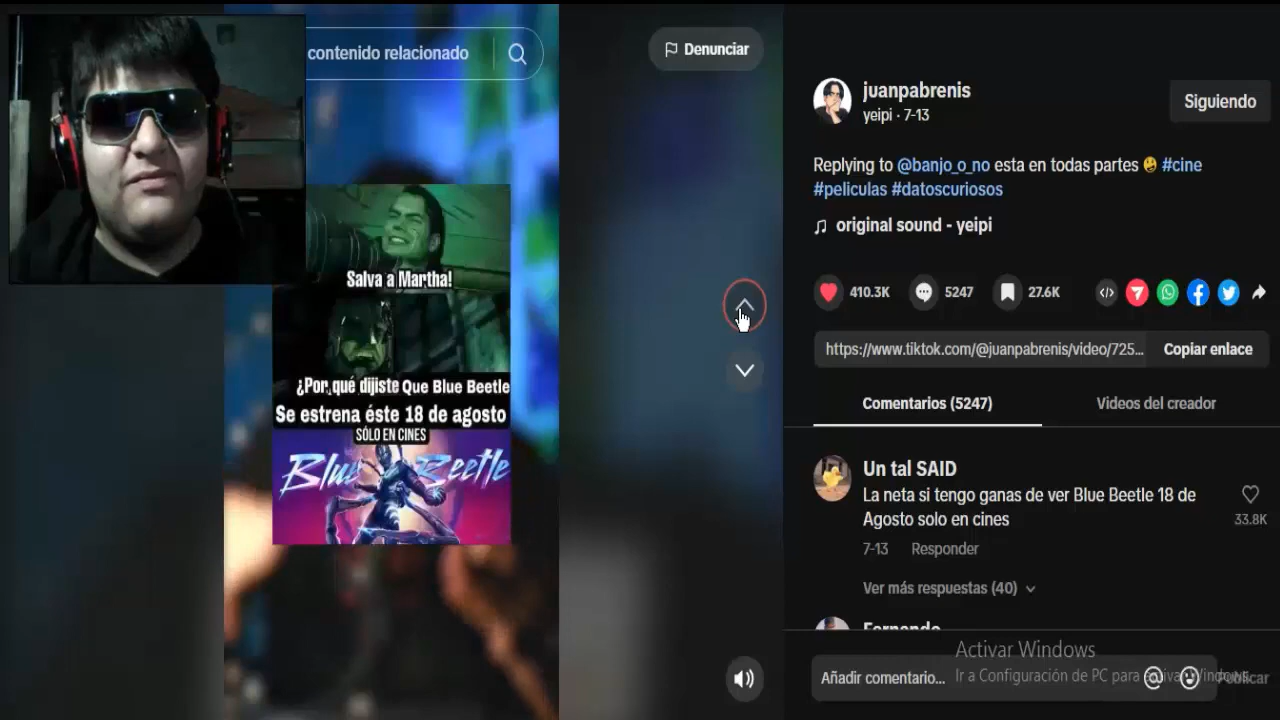 contenido relacionado
Denunciar
Salva a Martha!
¿Por qué dijiste Que Blue Beetle
Se estrena éste 18 de agosto
SÓLO EN CINES
Blue Beetle
juanpabrenis
yeipi · 7-13
Siguiendo
Replying to @banjo_o_no esta en todas partes 🤪 #cine
#peliculas #datoscuriosos
original sound - yeipi
410.3K
5247
27.6K
https://www.tiktok.com/@juanpabrenis/video/725...
Copiar enlace
Comentarios (5247)
Videos del creador
Un tal SAID
La neta si tengo ganas de ver Blue Beetle 18 de
Agosto solo en cines
33.8K
7-13 Responder
Ver más respuestas (40)
Fernando
Activar Windows
Ir a Configuración de PC para activar Windows.
Añadir comentario...
Publicar